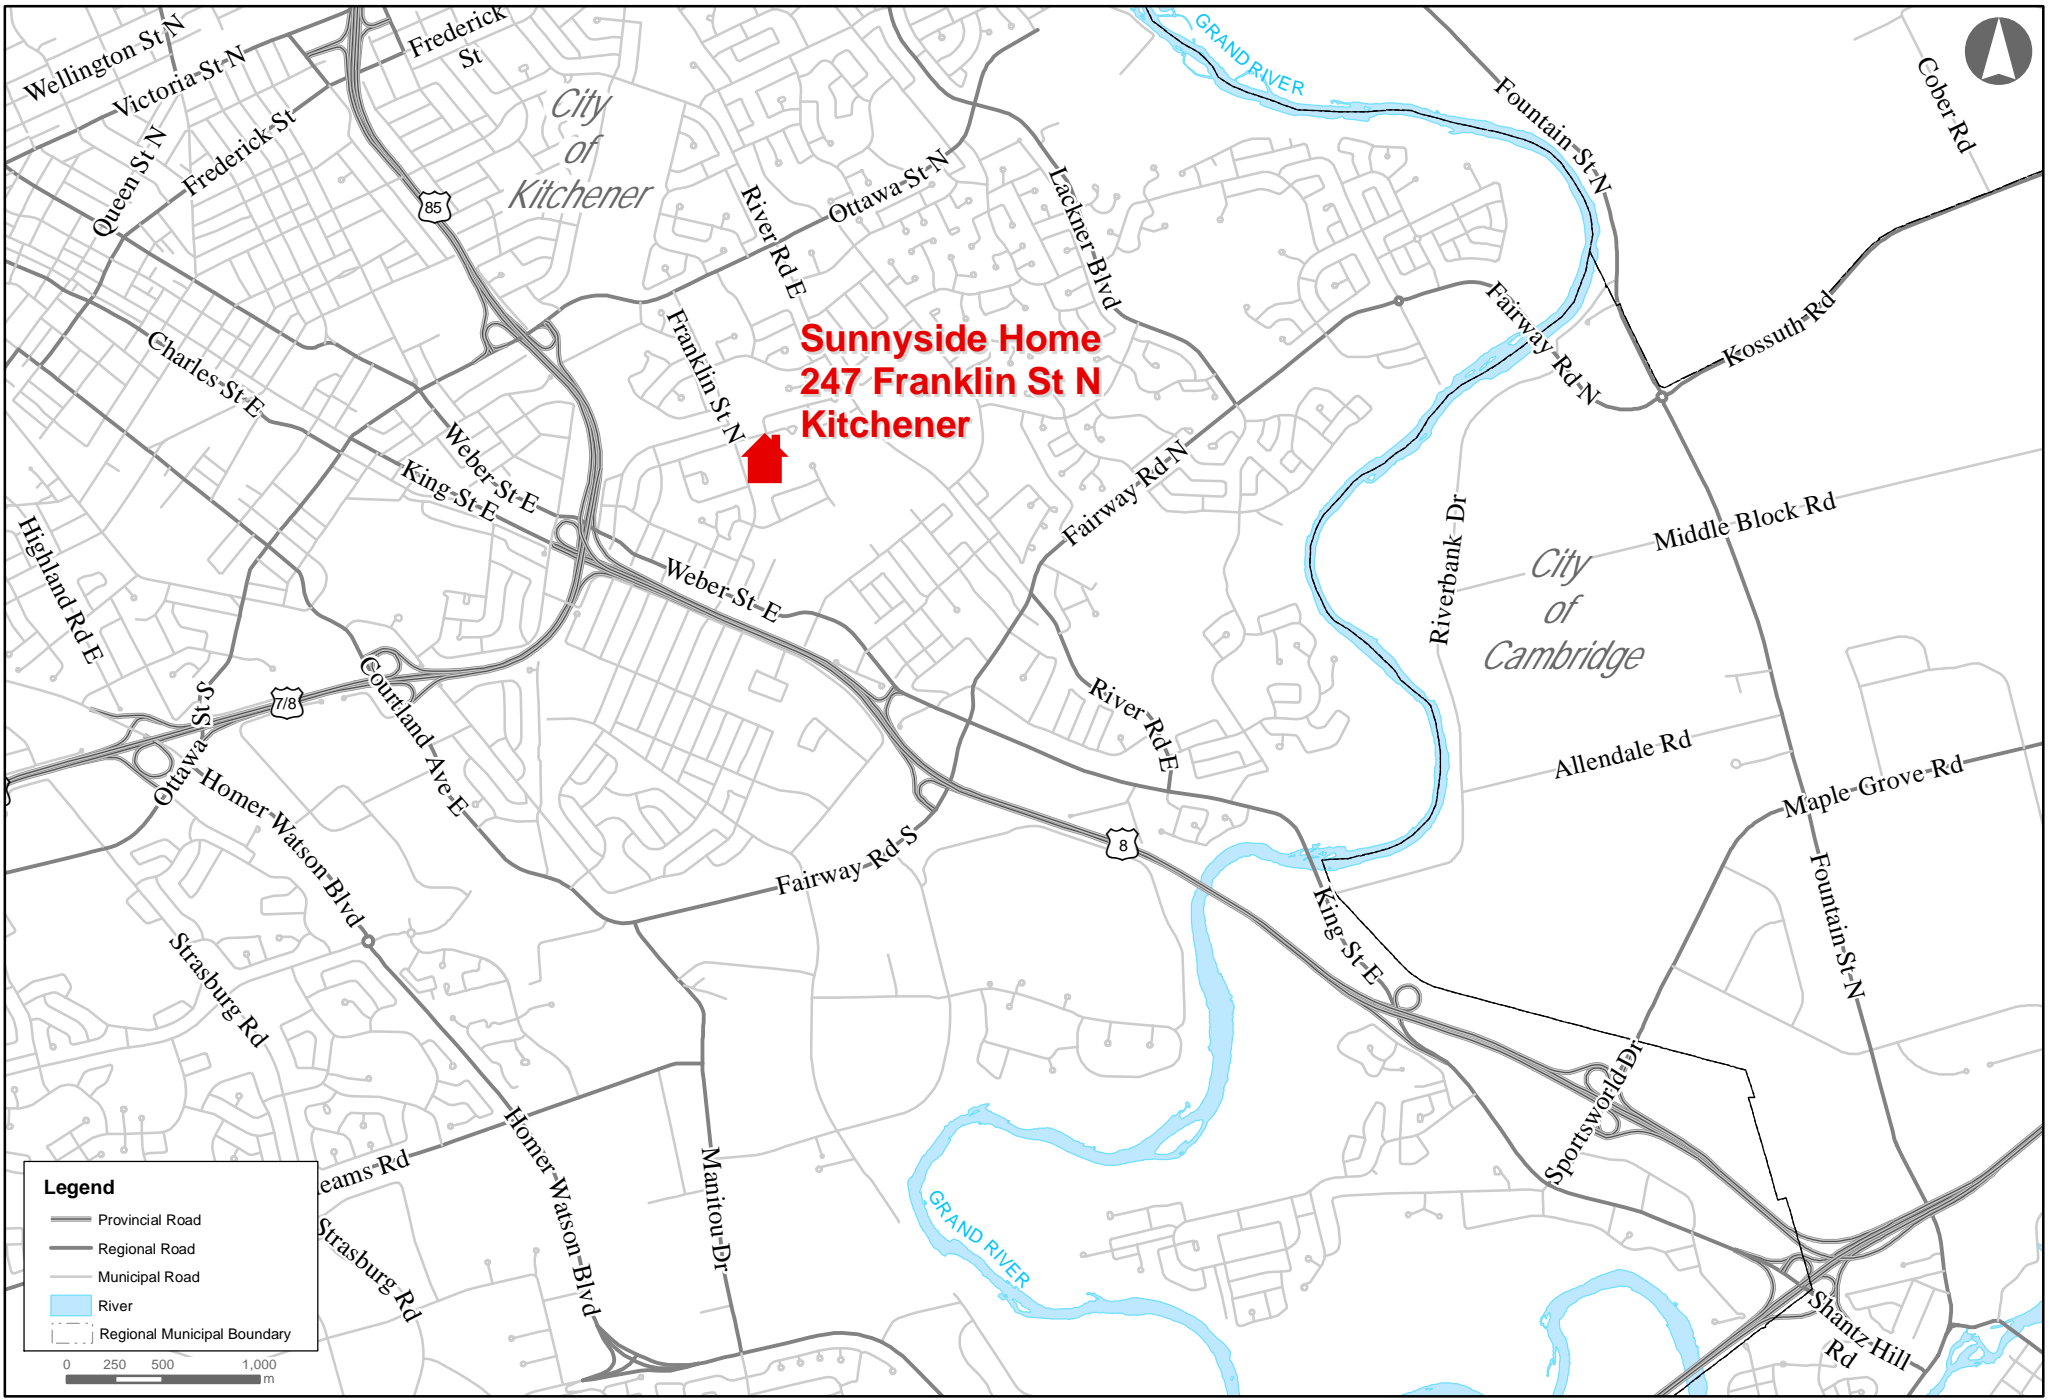 Wellington St N
Victoria St N
Frederick St
Queen St N
Frederick
St
85
City
of
Kitchener
River Rd E
Ottawa St N
Lackner Blvd
GRAND RIVER
Fountain St N
Cober Rd
Charles St E
Franklin St N
Sunnyside Home
247 Franklin St N
Kitchener
Fairway Rd N
Kossuth Rd
Weber St E
King St E
Fairway Rd N
Highland Rd E
Weber St E
Riverbank Dr
Middle Block Rd
City
of
Cambridge
7/8
Ottawa St S
Courtland Ave E
River Rd E
Allendale Rd
Maple Grove Rd
Homer Watson Blvd
Fairway Rd S
8
King St E
Fountain St N
Strasburg Rd
Sportsworld Dr
Homer Watson Blvd
Manitou Dr
eams Rd
Strasburg Rd
GRAND RIVER
Shantz Hill
Rd
Legend
Provincial Road
Regional Road
Municipal Road
River
Regional Municipal Boundary
0 250 500 1,000
m